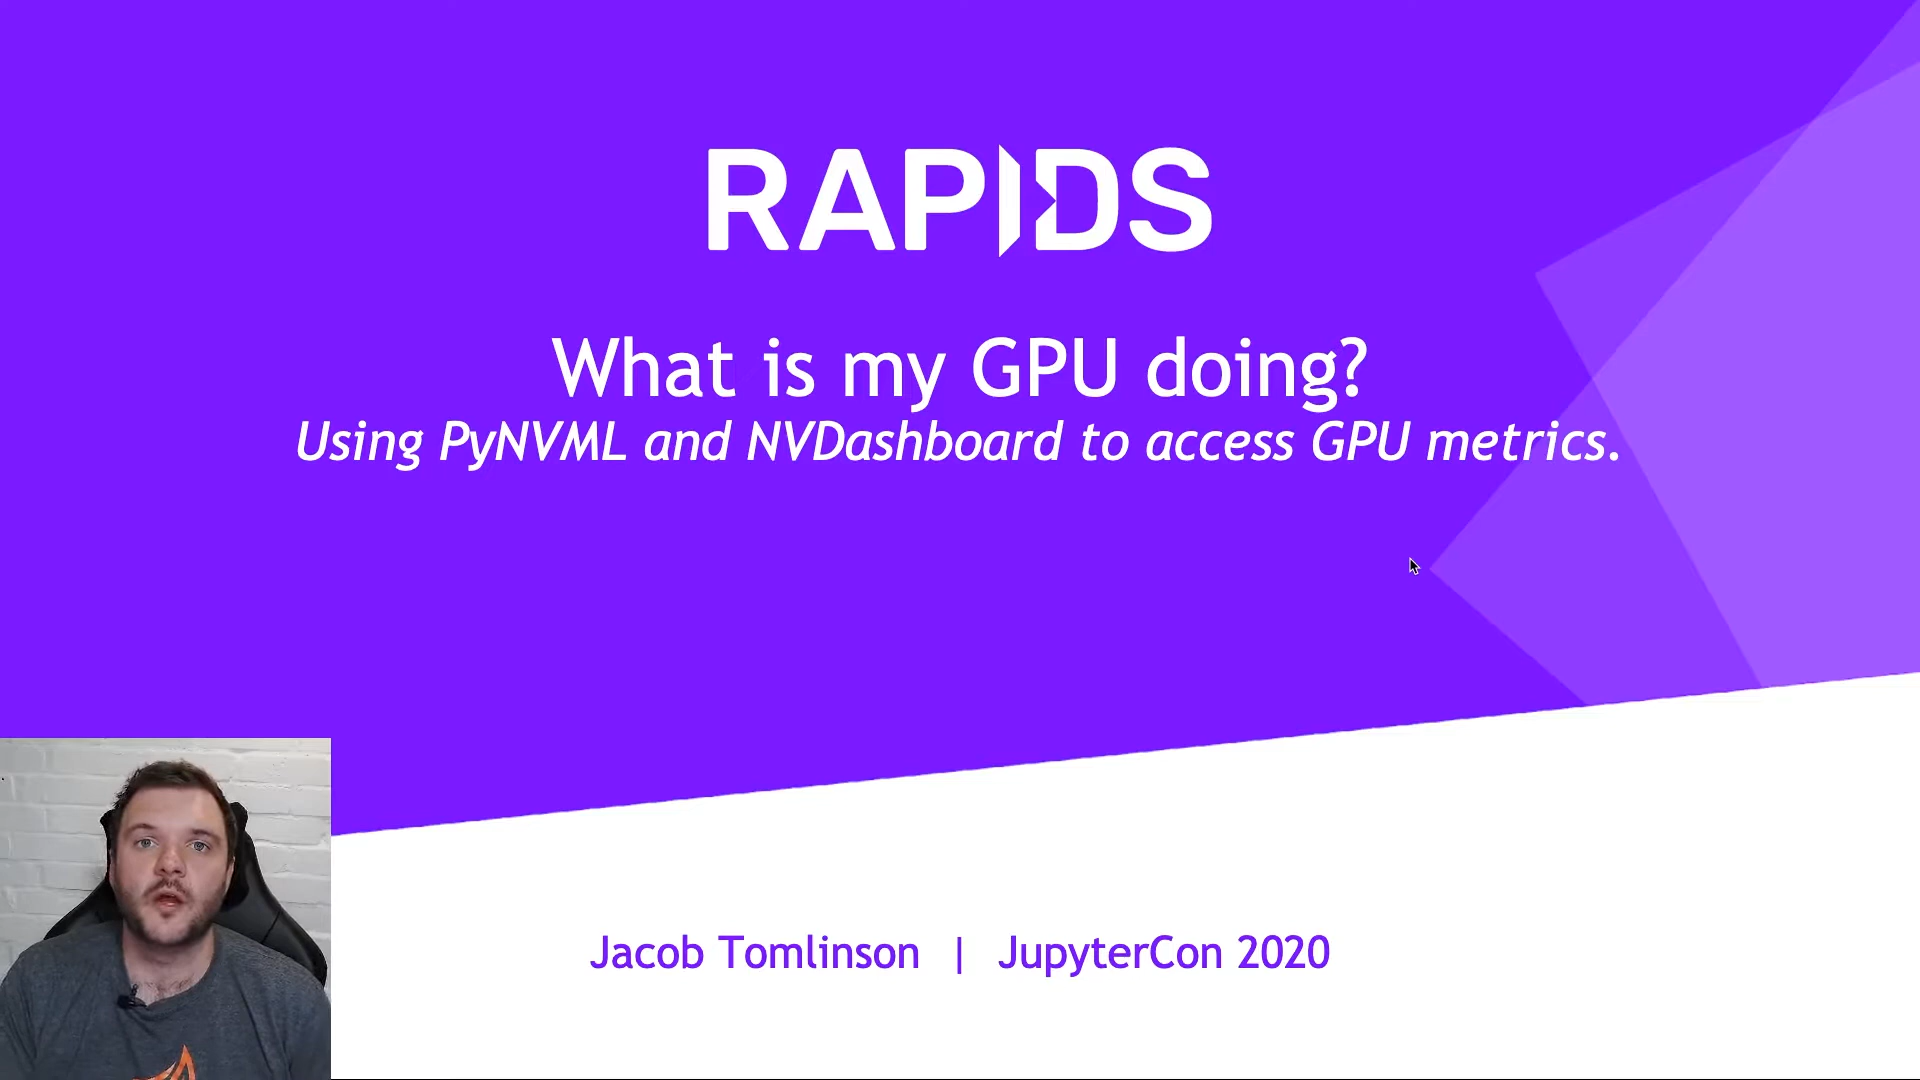 RAPIDS
What is my GPU doing?
Using PyNVML and NVDashboard to access GPU metrics.
Jacob Tomlinson | JupyterCon 2020